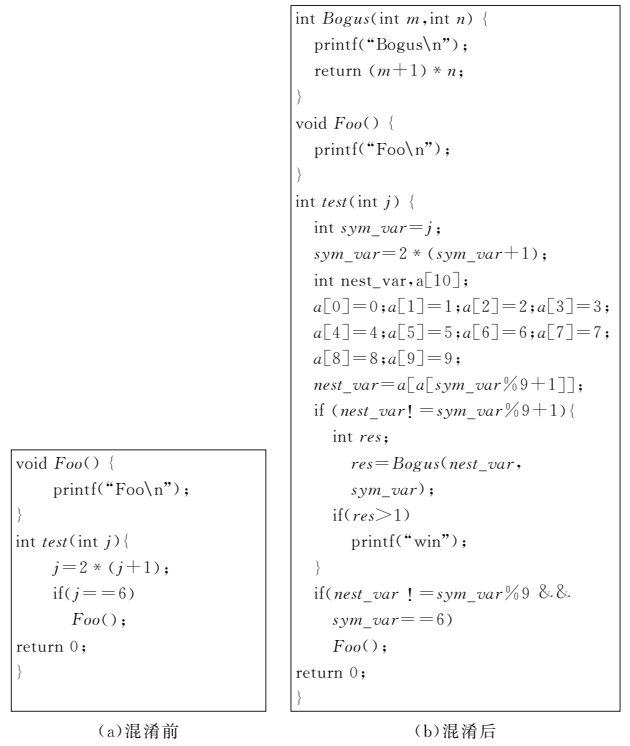 void Foo() {
printf(“Foo\n”);
}
int test(int j){
j=2*(j+1);
if(j==6)
Foo();
return 0;
}
(a)混淆前
int Bogus(int m,int n) {
printf(“Bogus\n”);
return (m+1)*n;
}
void Foo() {
printf(“Foo\n”);
}
int test(int j) {
int sym_var=j;
sym_var=2*(sym_var+1);
int nest_var,a[10];
a[0]=0;a[1]=1;a[2]=2;a[3]=3;
a[4]=4;a[5]=5;a[6]=6;a[7]=7;
a[8]=8;a[9]=9;
nest_var=a[a[sym_var%9+1]];
if (nest_var! =sym_var%9+1){
int res;
res=Bogus(nest_var,
sym_var);
if(res>1)
printf(“win”);
}
if(nest_var ! =sym_var%9 &&
sym_var==6)
Foo();
return 0;
}
(b)混淆后